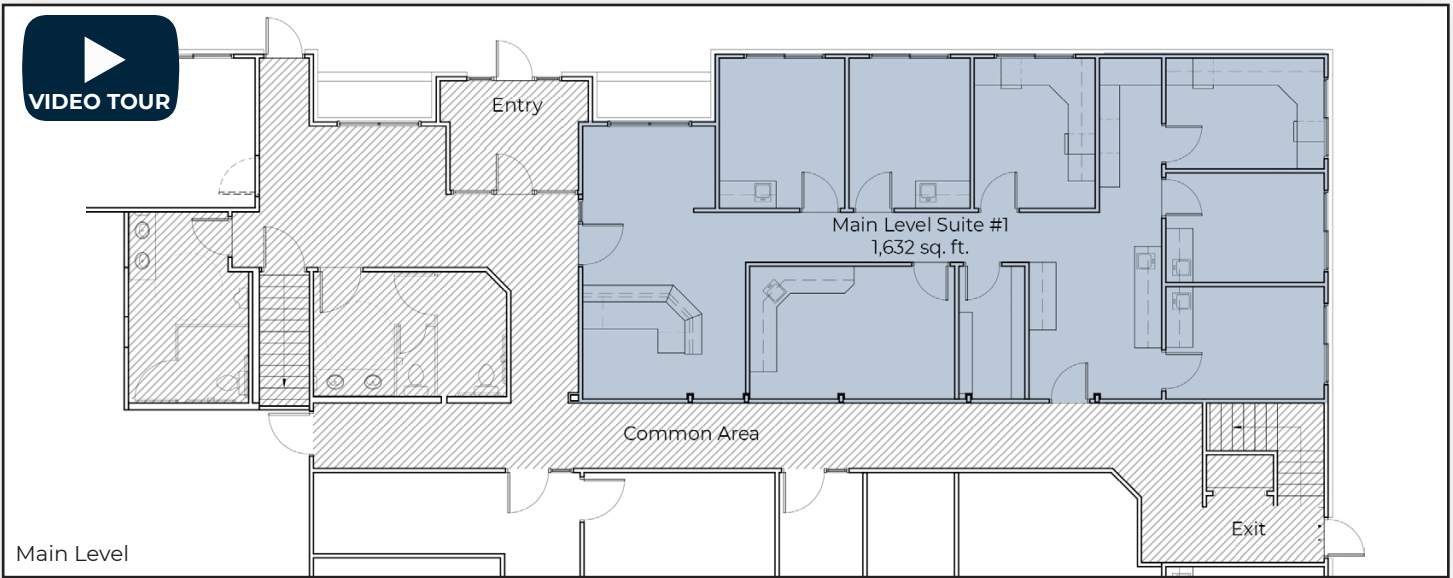 VIDEO TOUR
Entry
Main Level Suite #1
1,632 sq. ft.
Common Area
Exit
Main Level